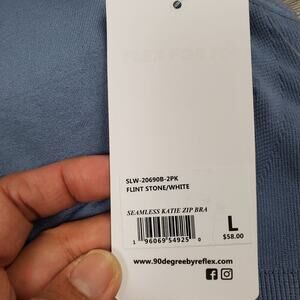 SLW-20690B-2PK
FLINT STONE/WHITE
SEAMLESS KATIE ZIP BRA
L
1 96069 54925 0
$58.00
www.90degreebyreflex.com